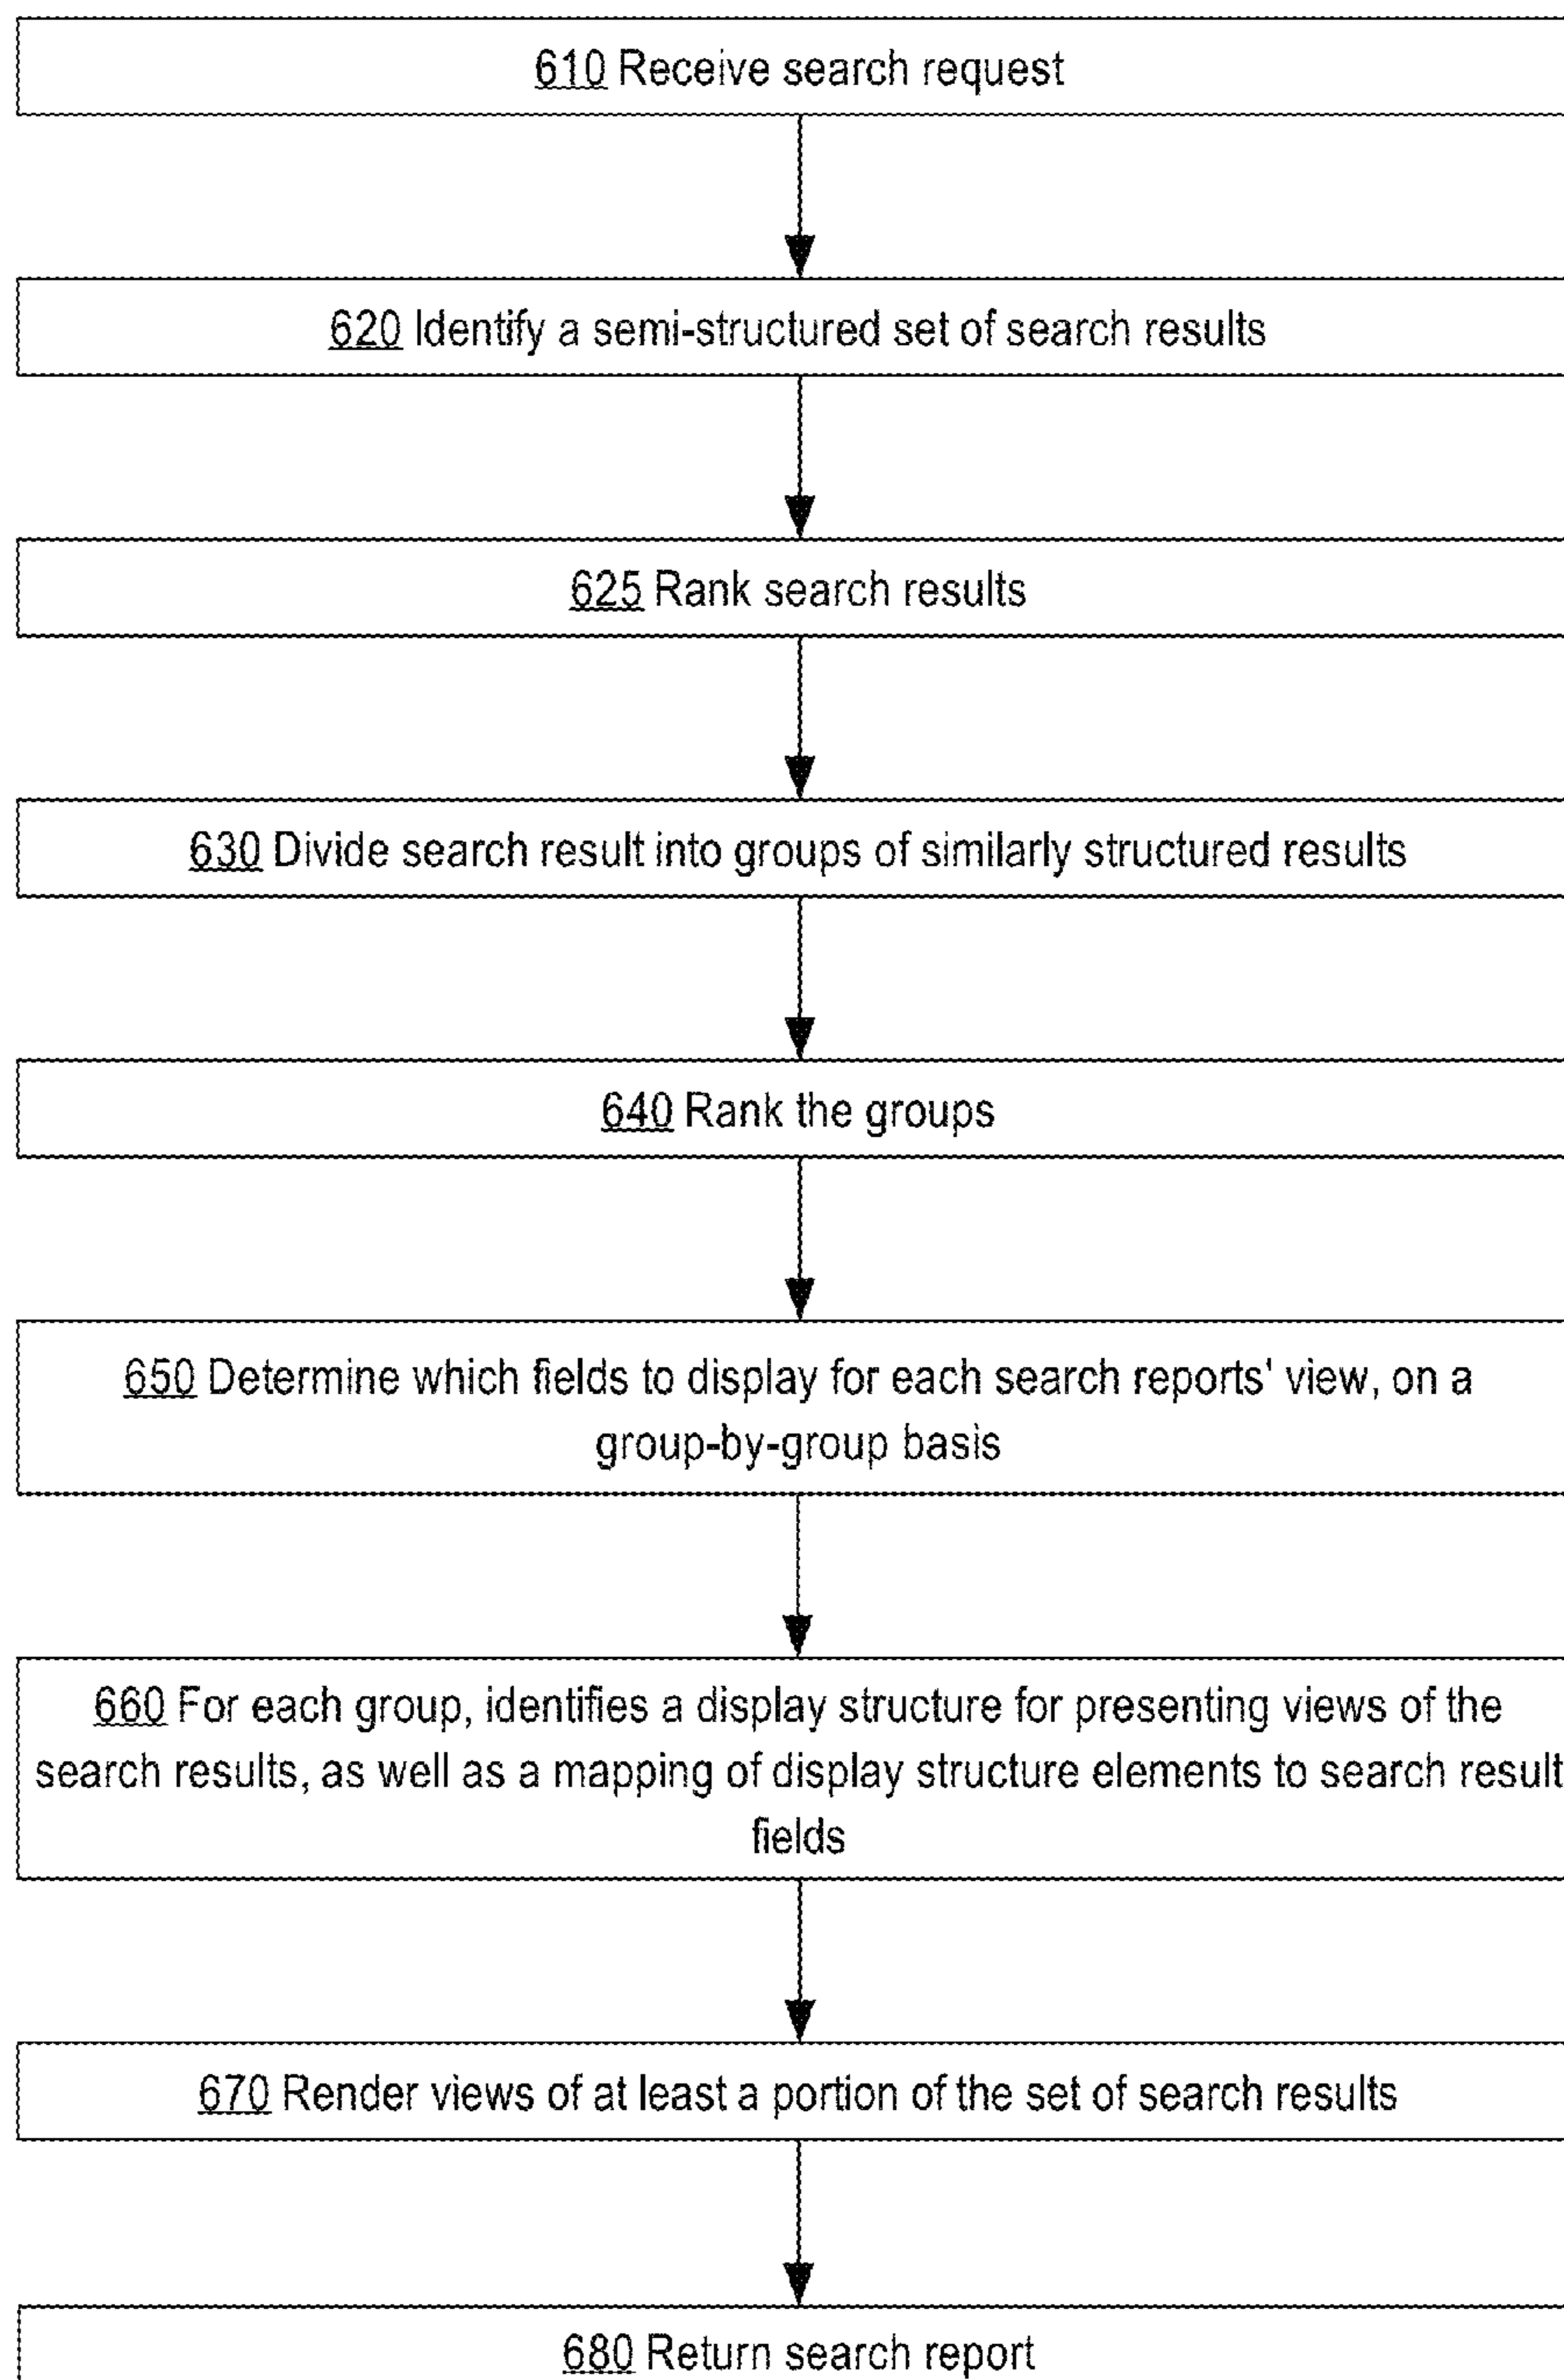 610 Receive search request
620 Identify a semi-structured set of search results
625 Rank search results
630 Divide search result into groups of similarly structured results
640 Rank the groups
650 Determine which fields to display for each search reports' view, on a
group-by-group basis
660 For each group, identifies a display structure for presenting views of the
search results, as well as a mapping of display structure elements to search result
fields
670 Render views of at least a portion of the set of search results
680 Return search report